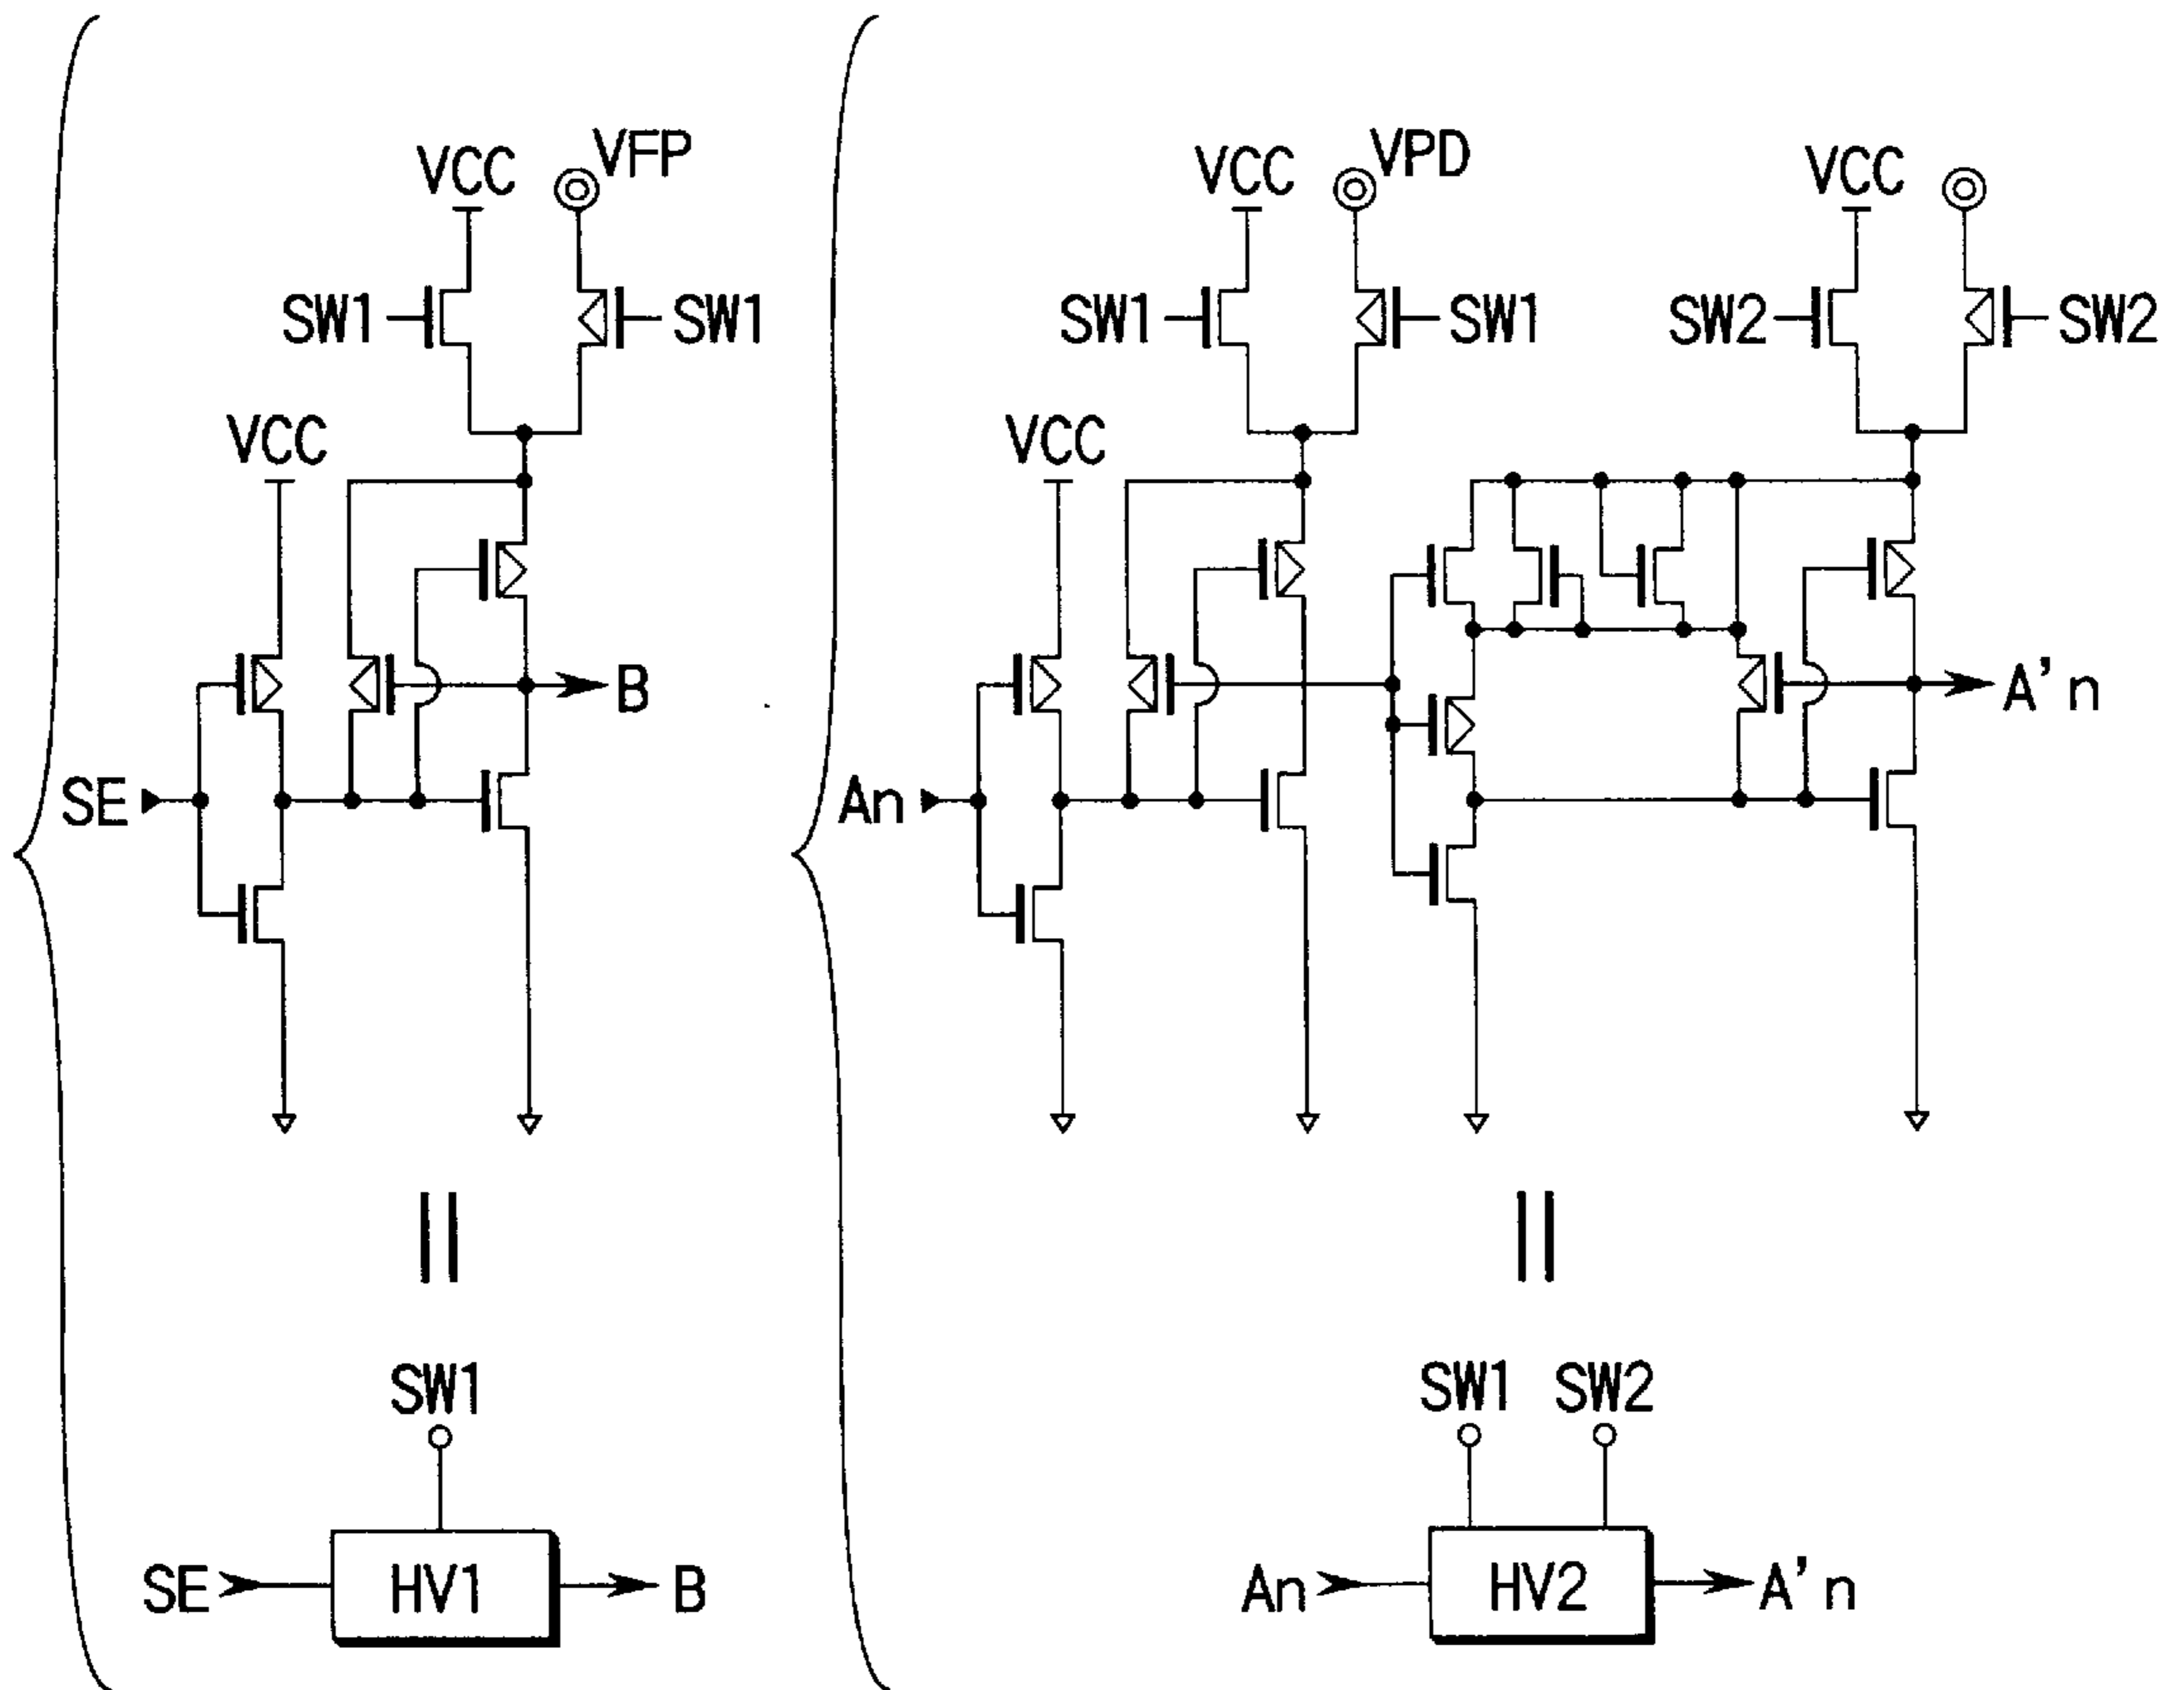 VCC
VFP
SW1
SW1
VCC
SE
B
SW1
SE
HV1
B
VCC
VPD
VCC
SW1
SW1
SW2
SW2
VCC
An
A'n
SW1 SW2
An
HV2
A'n